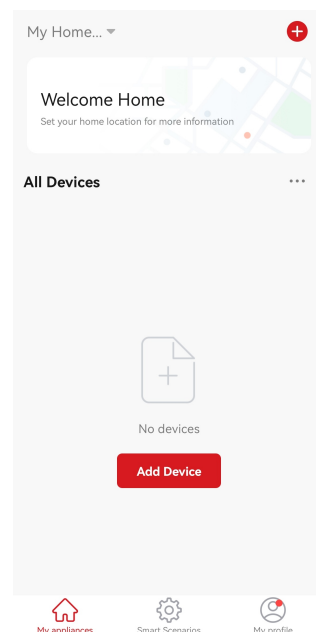 My Home...
Welcome Home
Set your home location for more information
All Devices
No devices
Add Device
My appliances
Smart Scenarios
My profile